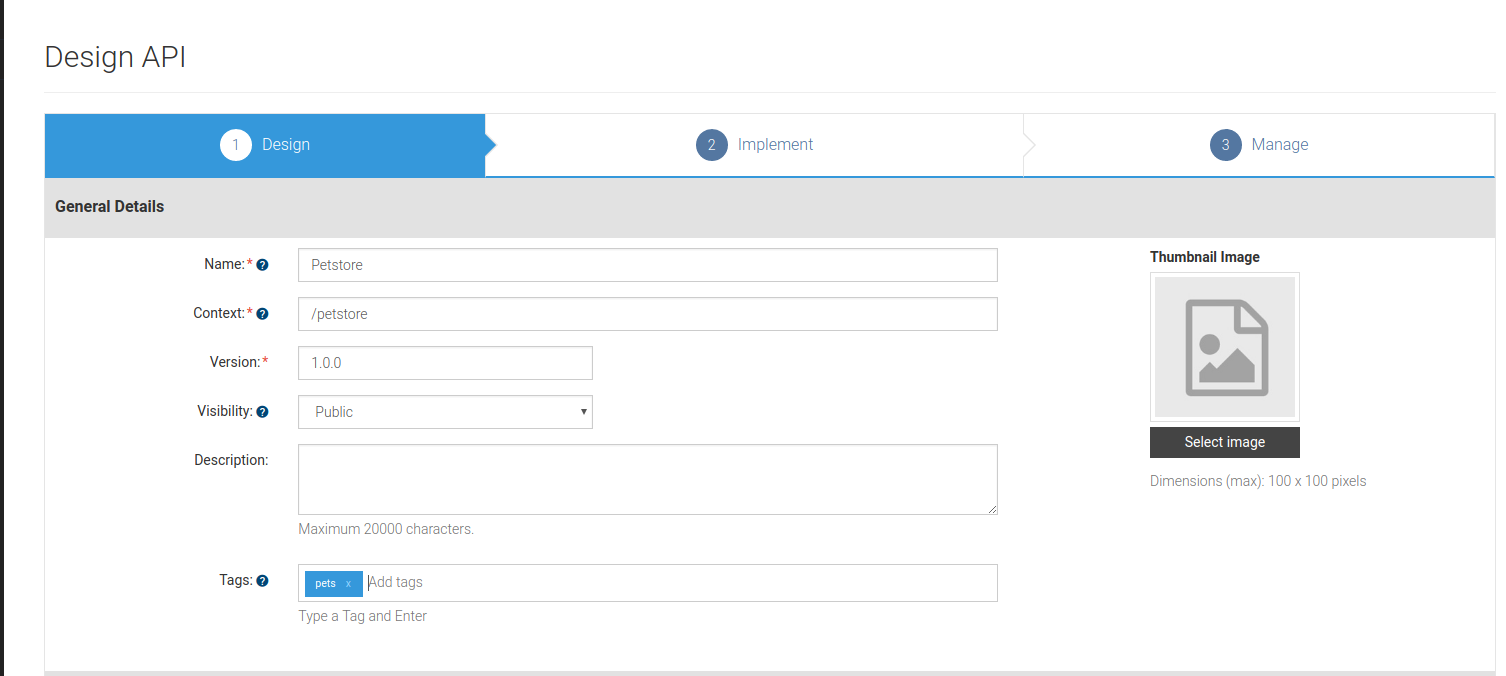 Design API
1 Design
2 Implement
3 Manage
General Details
Name:* ?
Petstore
Context:* ?
/petstore
Version:*
1.0.0
Visibility: ?
Public
Description:
Maximum 20000 characters.
Tags: ?
pets x Add tags
Type a Tag and Enter
Thumbnail Image
Select image
Dimensions (max): 100 x 100 pixels